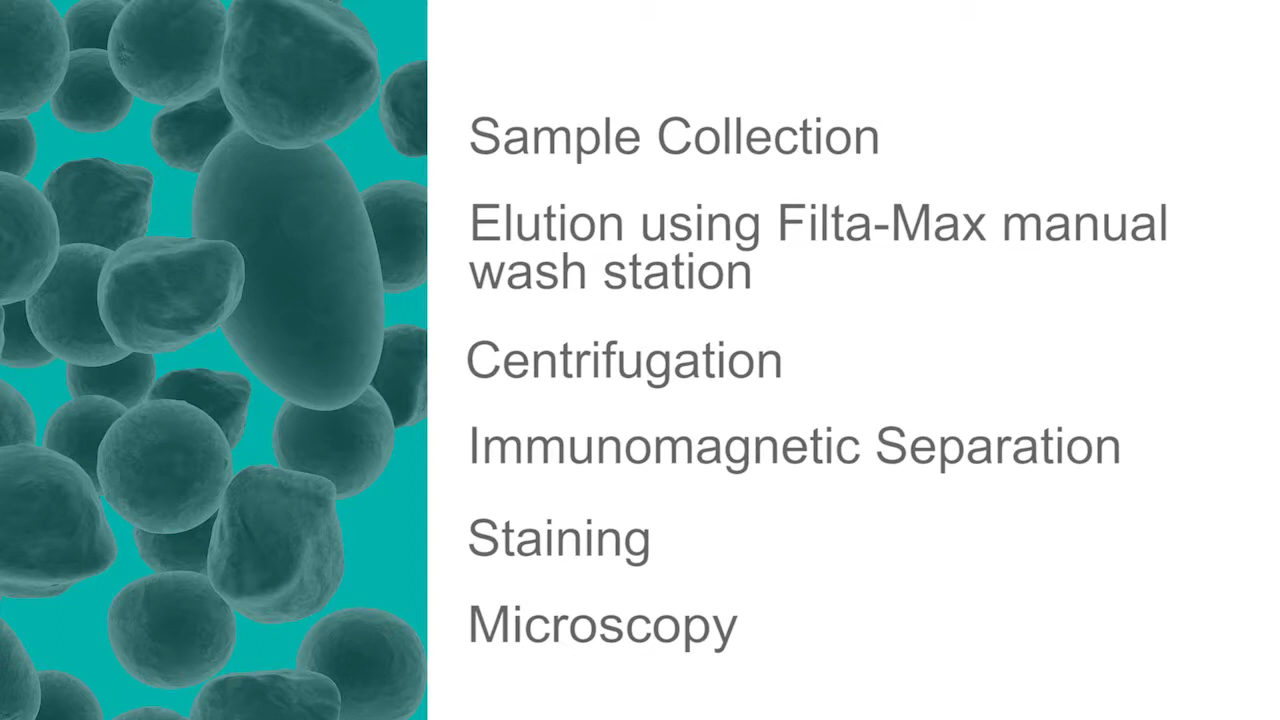 Sample Collection
Elution using Filta-Max manual
wash station
Centrifugation
Immunomagnetic Separation
Staining
Microscopy